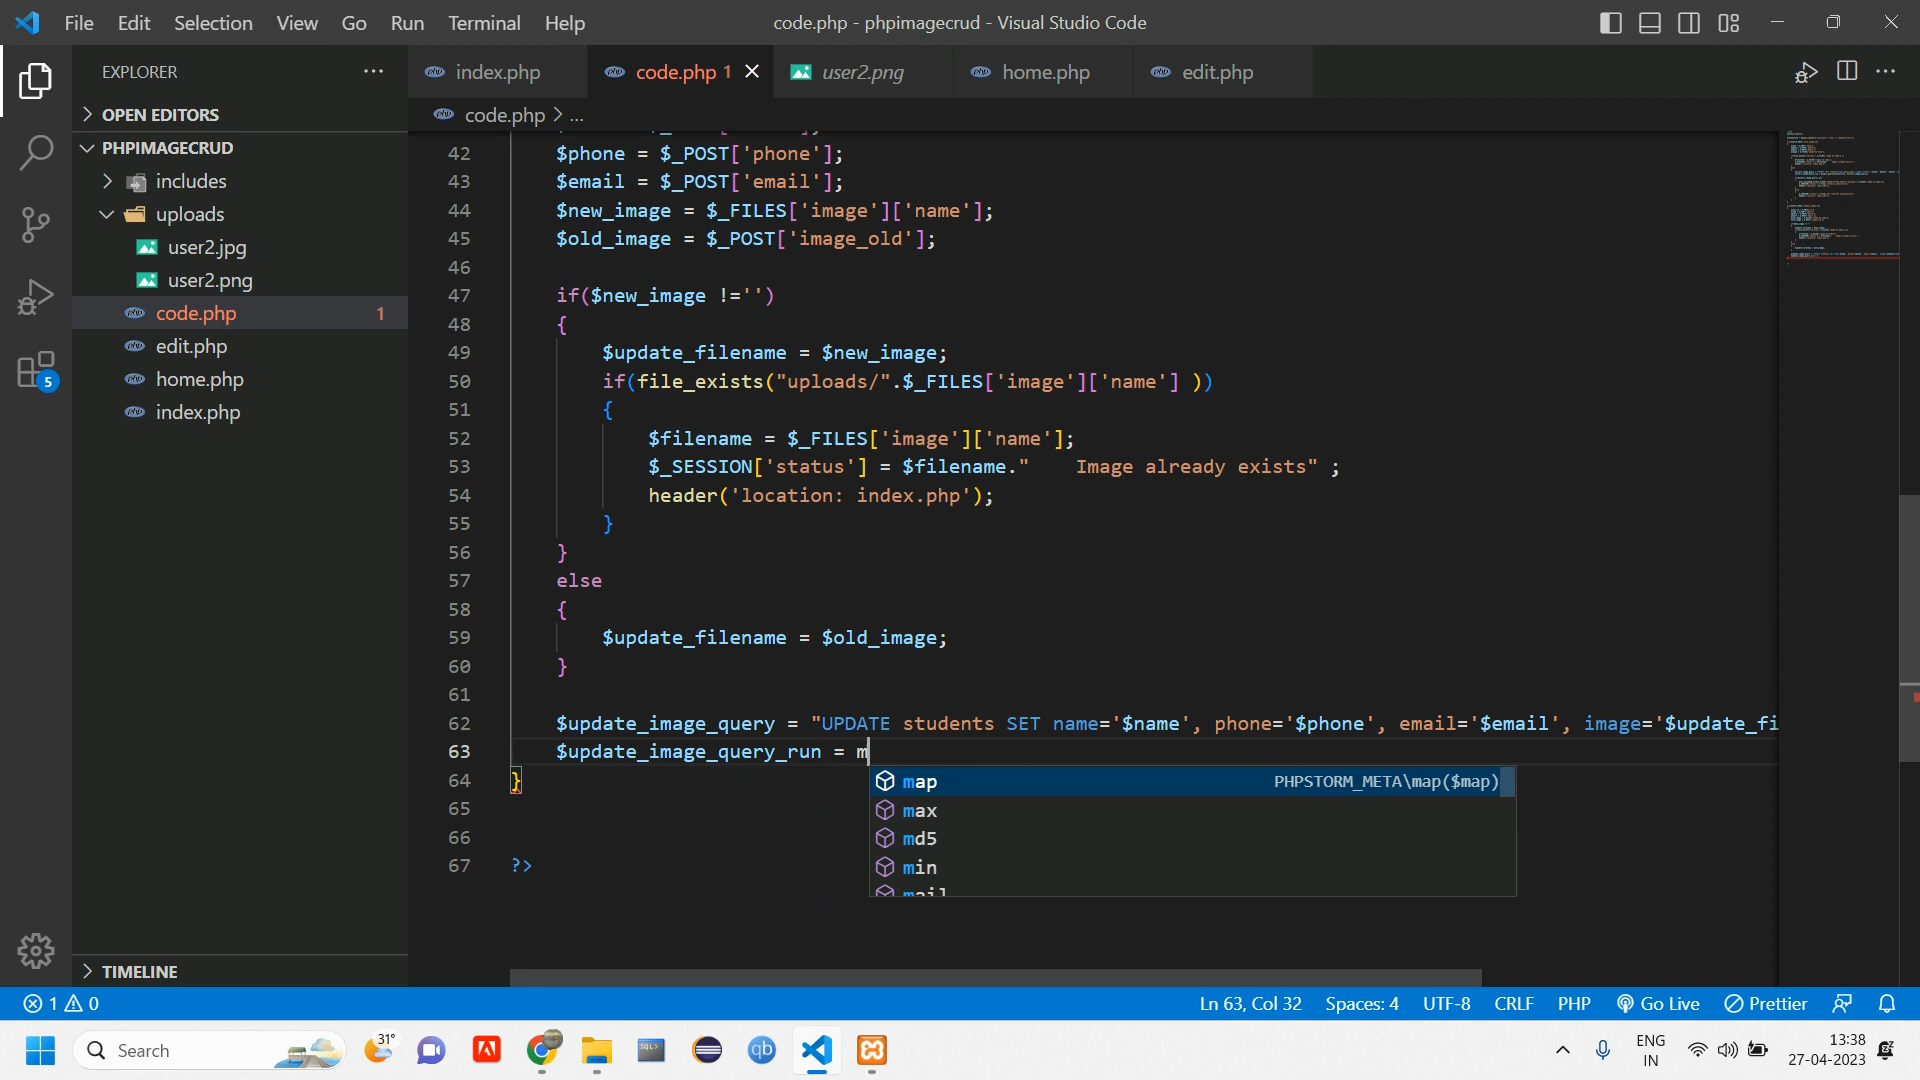 File Edit Selection View Go Run Terminal Help
code.php - phpimagecrud - Visual Studio Code
EXPLORER
OPEN EDITORS
PHPIMAGECRUD
includes
uploads
user2.jpg
user2.png
code.php 1
edit.php
home.php
index.php
TIMELINE
index.php code.php 1 user2.png home.php edit.php
code.php > ...
42 $phone = $_POST['phone'];
43 $email = $_POST['email'];
44 $new_image = $_FILES['image']['name'];
45 $old_image = $_POST['image_old'];
46
47 if($new_image !='')
48 {
49 $update_filename = $new_image;
50 if(file_exists("uploads/".$_FILES['image']['name'] ))
51 {
52 $filename = $_FILES['image']['name'];
53 $_SESSION['status'] = $filename."    Image already exists" ;
54 header('location: index.php');
55 }
56 }
57 else
58 {
59 $update_filename = $old_image;
60 }
61
62 $update_image_query = "UPDATE students SET name='$name', phone='$phone', email='$email', image='$update_fi
63 $update_image_query_run = m
64 }
65
66
67 ?>
map PHPSTORM_META\map($map)
max
md5
min
mail
5
1 0
Ln 63, Col 32 Spaces: 4 UTF-8 CRLF PHP Go Live Prettier
Search
31°
SQL>
qb
ENG
IN
13:38
27-04-2023